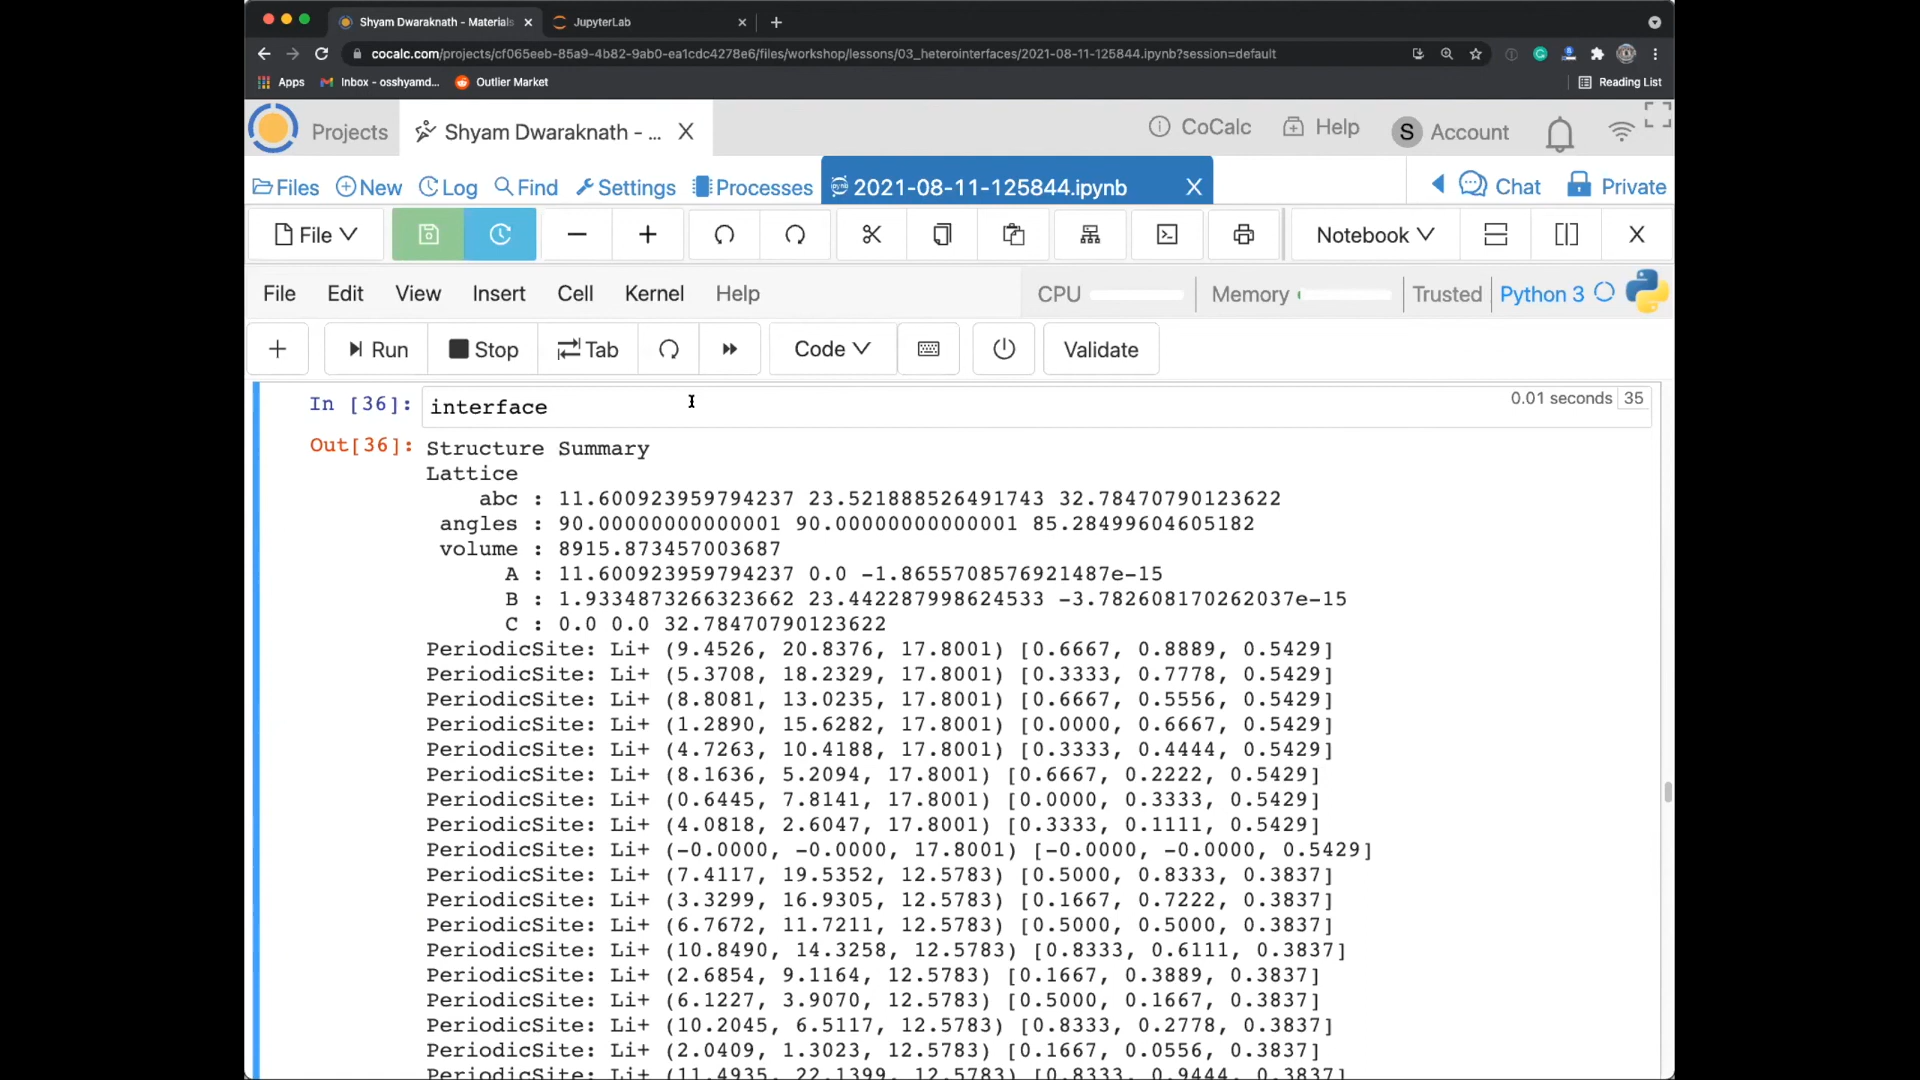 Shyam Dwaraknath - Materials JupyterLab
cocalc.com/projects/cf065eeb-85a9-4b82-9ab0-ea1cdc4278e6/files/workshop/lessons/03_heterointerfaces/2021-08-11-125844.ipynb?session=default
Apps Inbox - osshyamd... Outlier Market Reading List
Projects Shyam Dwaraknath - ... X CoCalc Help S Account
Files New Log Find Settings Processes 2021-08-11-125844.ipynb X Chat Private
File Notebook
File Edit View Insert Cell Kernel Help CPU Memory Trusted Python 3
Run Stop Tab Code Validate
In [36]: interface 0.01 seconds 35
Out[36]: Structure Summary
Lattice
abc : 11.600923959794237 23.521888526491743 32.78470790123622
angles : 90.00000000000001 90.00000000000001 85.28499604605182
volume : 8915.873457003687
A : 11.600923959794237 0.0 -1.8655708576921487e-15
B : 1.9334873266323662 23.442287998624533 -3.782608170262037e-15
C : 0.0 0.0 32.78470790123622
PeriodicSite: Li+ (9.4526, 20.8376, 17.8001) [0.6667, 0.8889, 0.5429]
PeriodicSite: Li+ (5.3708, 18.2329, 17.8001) [0.3333, 0.7778, 0.5429]
PeriodicSite: Li+ (8.8081, 13.0235, 17.8001) [0.6667, 0.5556, 0.5429]
PeriodicSite: Li+ (1.2890, 15.6282, 17.8001) [0.0000, 0.6667, 0.5429]
PeriodicSite: Li+ (4.7263, 10.4188, 17.8001) [0.3333, 0.4444, 0.5429]
PeriodicSite: Li+ (8.1636, 5.2094, 17.8001) [0.6667, 0.2222, 0.5429]
PeriodicSite: Li+ (0.6445, 7.8141, 17.8001) [0.0000, 0.3333, 0.5429]
PeriodicSite: Li+ (4.0818, 2.6047, 17.8001) [0.3333, 0.1111, 0.5429]
PeriodicSite: Li+ (-0.0000, -0.0000, 17.8001) [-0.0000, -0.0000, 0.5429]
PeriodicSite: Li+ (7.4117, 19.5352, 12.5783) [0.5000, 0.8333, 0.3837]
PeriodicSite: Li+ (3.3299, 16.9305, 12.5783) [0.1667, 0.7222, 0.3837]
PeriodicSite: Li+ (6.7672, 11.7211, 12.5783) [0.5000, 0.5000, 0.3837]
PeriodicSite: Li+ (10.8490, 14.3258, 12.5783) [0.8333, 0.6111, 0.3837]
PeriodicSite: Li+ (2.6854, 9.1164, 12.5783) [0.1667, 0.3889, 0.3837]
PeriodicSite: Li+ (6.1227, 3.9070, 12.5783) [0.5000, 0.1667, 0.3837]
PeriodicSite: Li+ (10.2045, 6.5117, 12.5783) [0.8333, 0.2778, 0.3837]
PeriodicSite: Li+ (2.0409, 1.3023, 12.5783) [0.1667, 0.0556, 0.3837]
PeriodicSite: Li+ (11.4935, 22.1399, 12.5783) [0.8333, 0.9444, 0.3837]